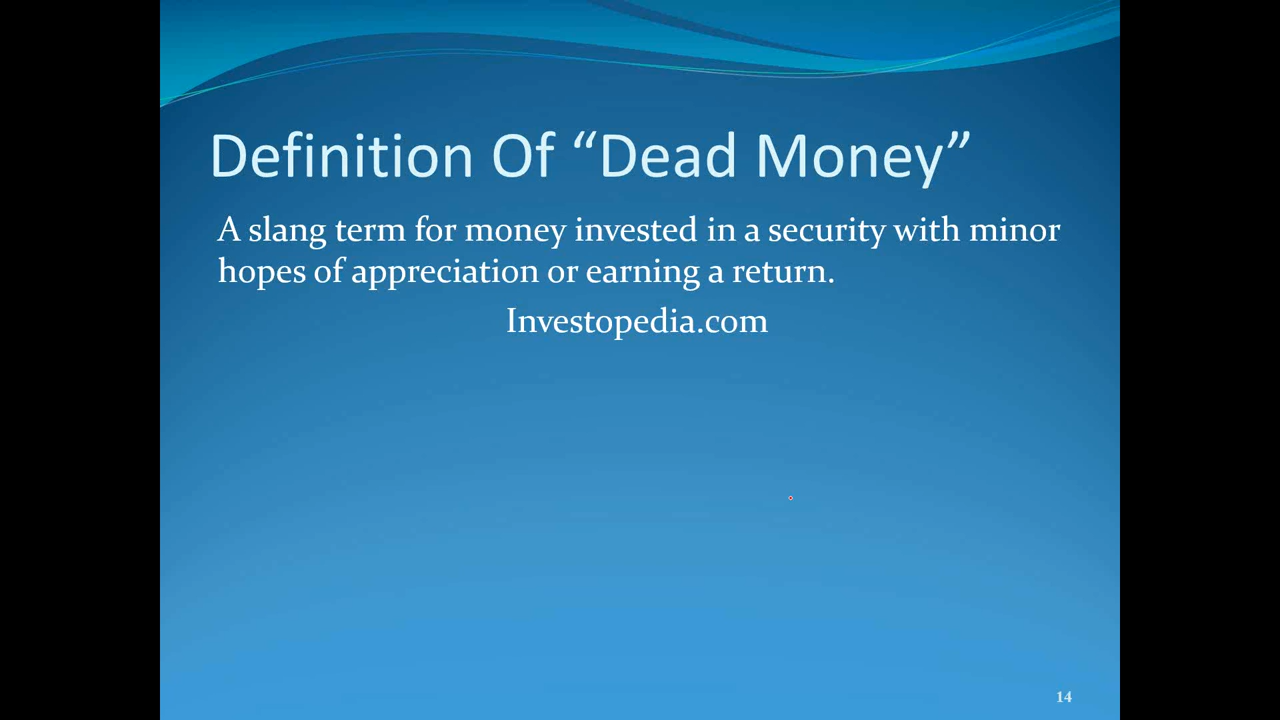 Definition Of “Dead Money”
A slang term for money invested in a security with minor
hopes of appreciation or earning a return.
Investopedia.com
14